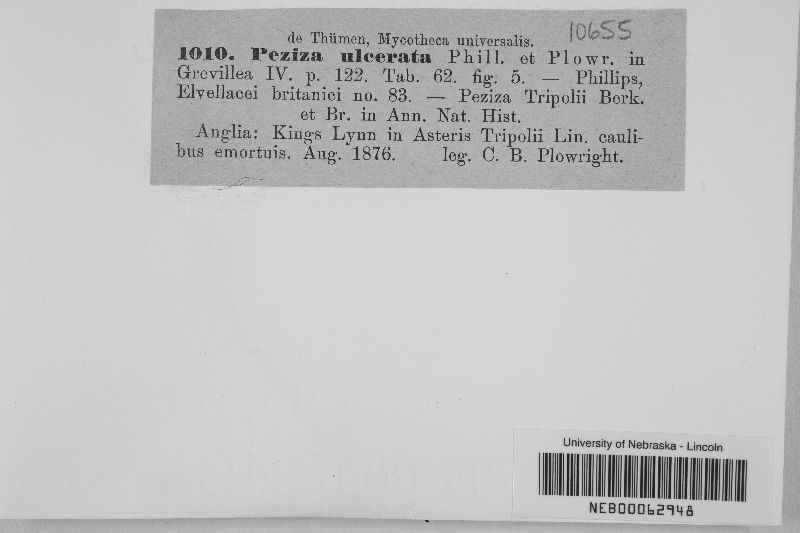 de Thümen, Mycotheca universalis.
10655
1010. Peziza ulcerata Phill. et Plowr. in
Grevillea IV. p. 122. Tab. 62. fig. 5. — Phillips,
Elvellacei britanici no. 83. — Peziza Tripolii Berk.
et Br. in Ann. Nat. Hist.
Anglia: Kings Lynn in Asteris Tripolii Lin. cauli-
bus emortuis. Aug. 1876. leg. C. B. Plowright.
University of Nebraska - Lincoln
NEB00062948